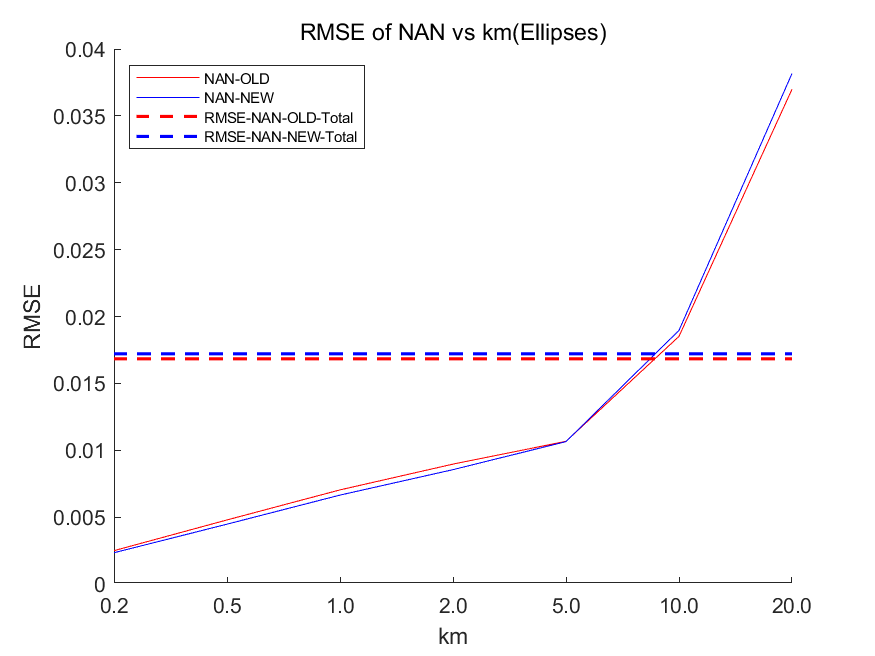 RMSE of NAN vs km(Ellipses)
0.04
0.035
0.03
0.025
0.02
0.015
0.01
0.005
0
NAN-OLD
NAN-NEW
RMSE-NAN-OLD-Total
RMSE-NAN-NEW-Total
RMSE
0.2 0.5 1.0 2.0 5.0 10.0 20.0
km